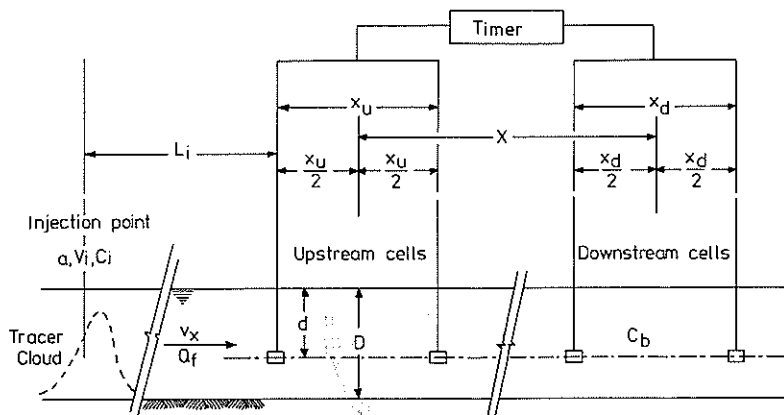 Timer
x_u
x_d
X
L_i
x_u/2
x_u/2
x_d/2
x_d/2
Injection point
a, V_i, C_i
Upstream cells
Downstream cells
Tracer
Cloud
v_x
Q_f
d
D
C_b